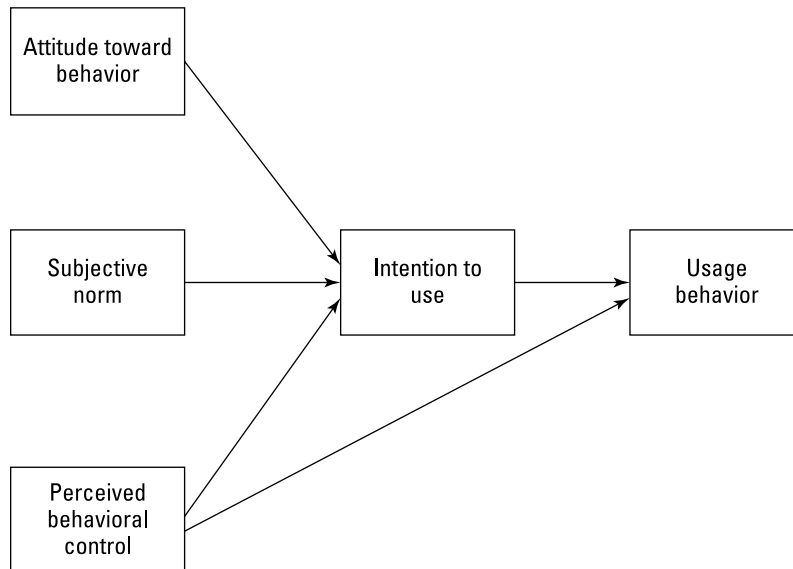 Attitude toward
behavior
Subjective
norm
Intention to
use
Usage
behavior
Perceived
behavioral
control